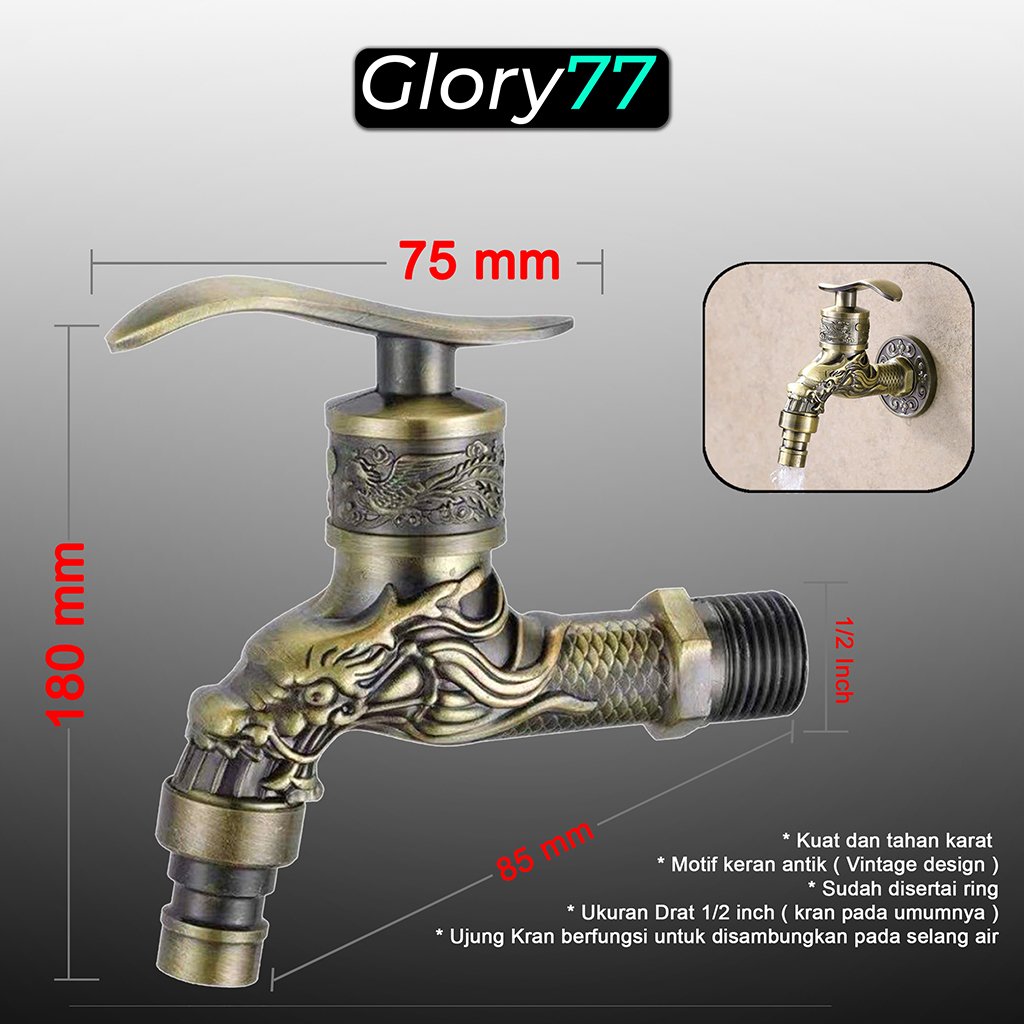 Glory77
75 mm
180 mm
1/2 Inch
85 mm
* Kuat dan tahan karat
* Motif keran antik ( Vintage design )
* Sudah disertai ring
* Ukuran Drat 1/2 inch ( kran pada umumnya )
* Ujung Kran berfungsi untuk disambungkan pada selang air